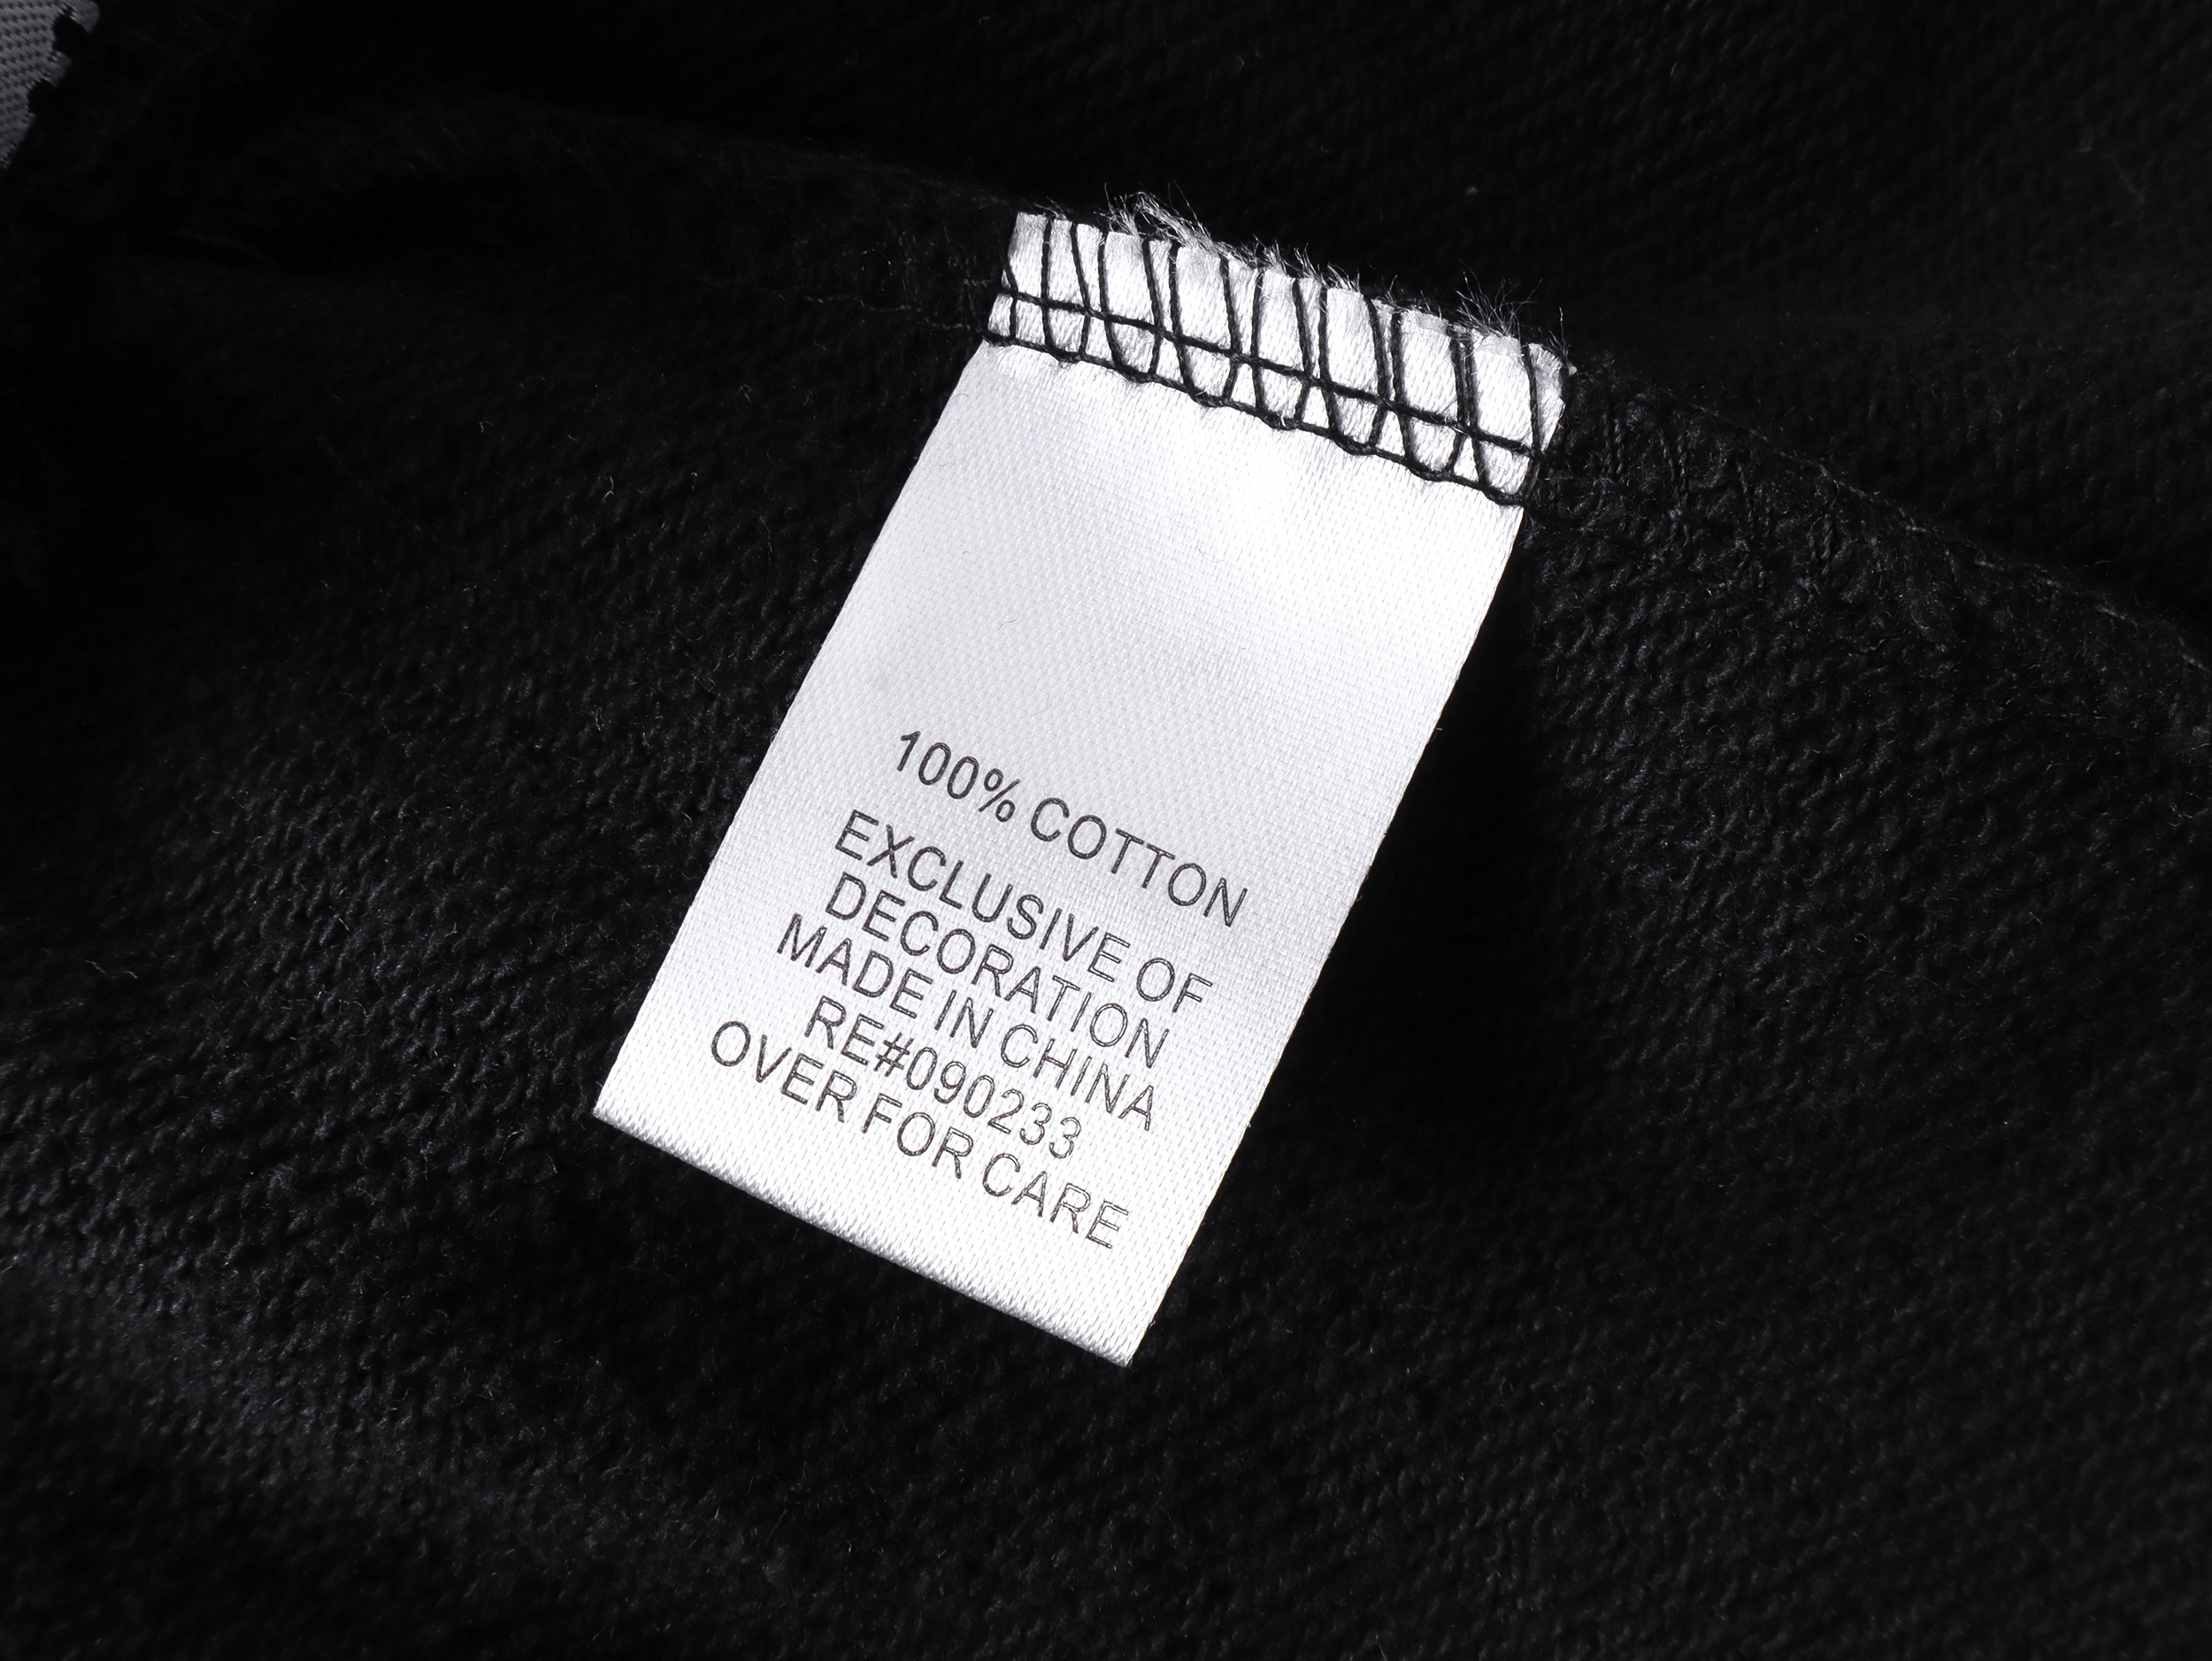 100% COTTON
EXCLUSIVE OF
DECORATION
MADE IN CHINA
RE#090233
OVER FOR CARE